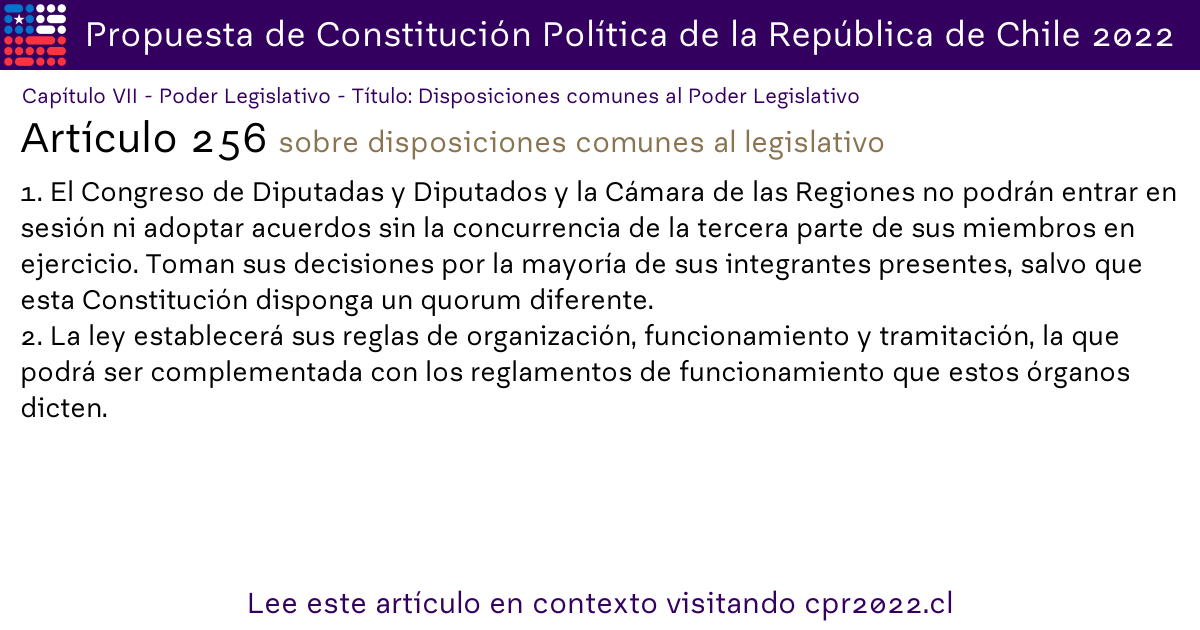 Propuesta de Constitución Política de la República de Chile 2022
Capítulo VII - Poder Legislativo - Título: Disposiciones comunes al Poder Legislativo
Artículo 256 sobre disposiciones comunes al legislativo
1. El Congreso de Diputadas y Diputados y la Cámara de las Regiones no podrán entrar en
sesión ni adoptar acuerdos sin la concurrencia de la tercera parte de sus miembros en
ejercicio. Toman sus decisiones por la mayoría de sus integrantes presentes, salvo que
esta Constitución disponga un quorum diferente.
2. La ley establecerá sus reglas de organización, funcionamiento y tramitación, la que
podrá ser complementada con los reglamentos de funcionamiento que estos órganos
dicten.
Lee este artículo en contexto visitando cpr2022.cl